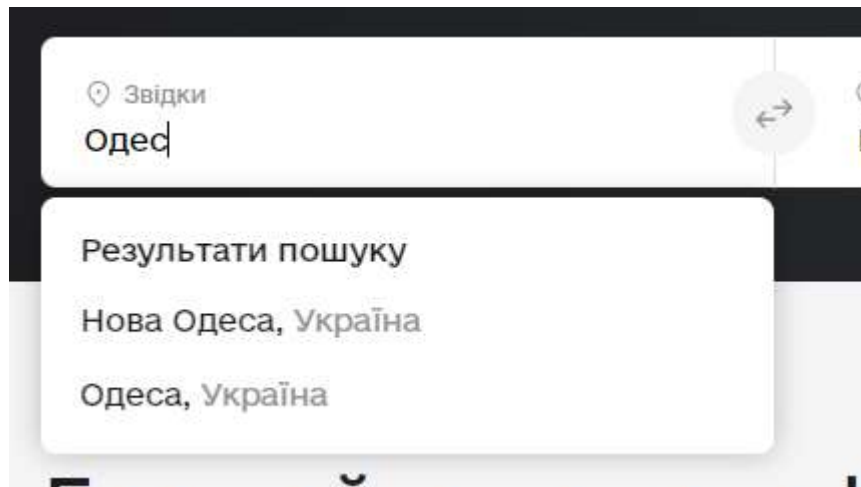 Звідки
Одес
Результати пошуку
Нова Одеса, Україна
Одеса, Україна